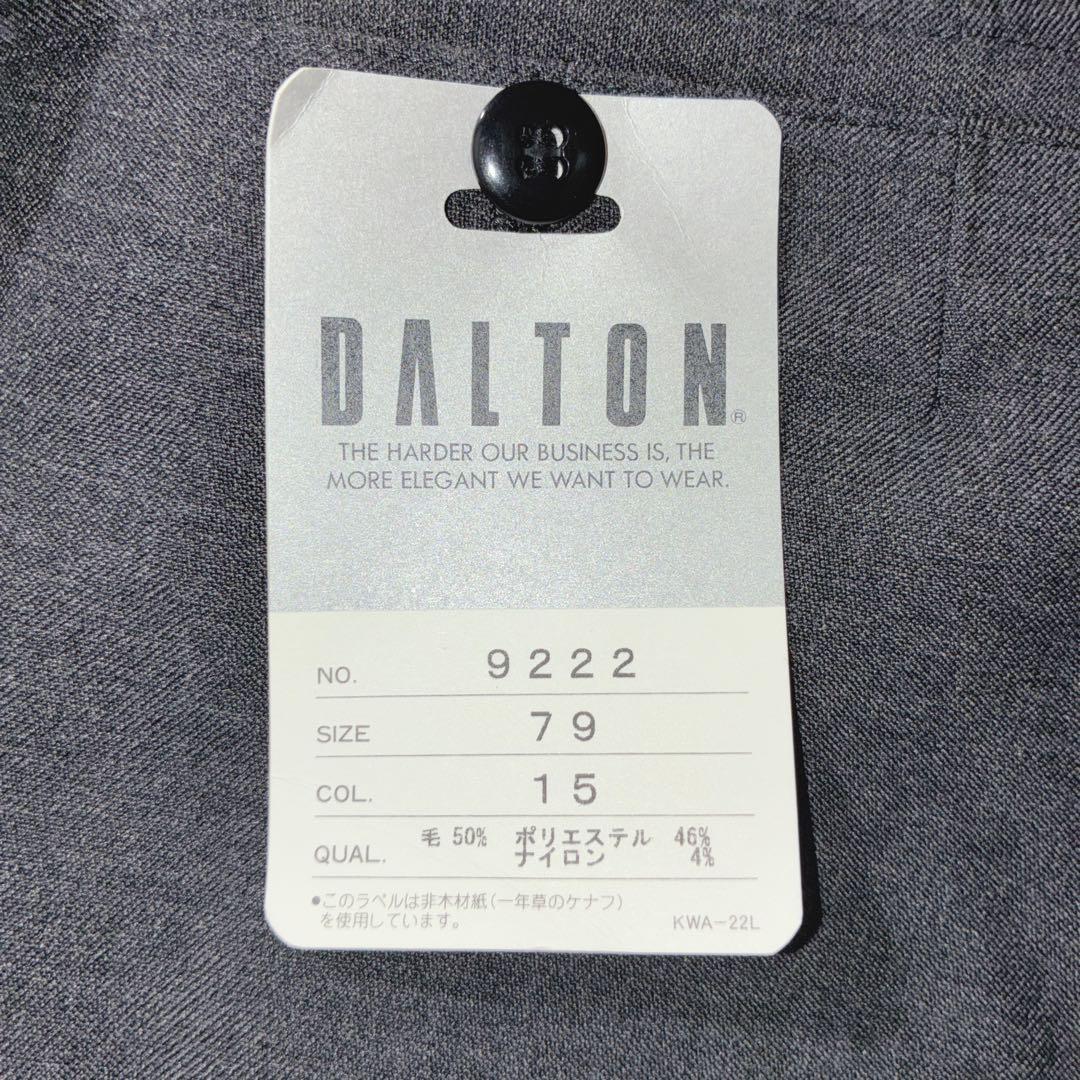 DALTON®
THE HARDER OUR BUSINESS IS, THE
MORE ELEGANT WE WANT TO WEAR.
NO. 9222
SIZE 79
COL. 15
QUAL. 毛 50% ポリエステル 46%
ナイロン 4%
●このラベルは非木材紙(一年草のケナフ)
を使用しています。 KWA-22L